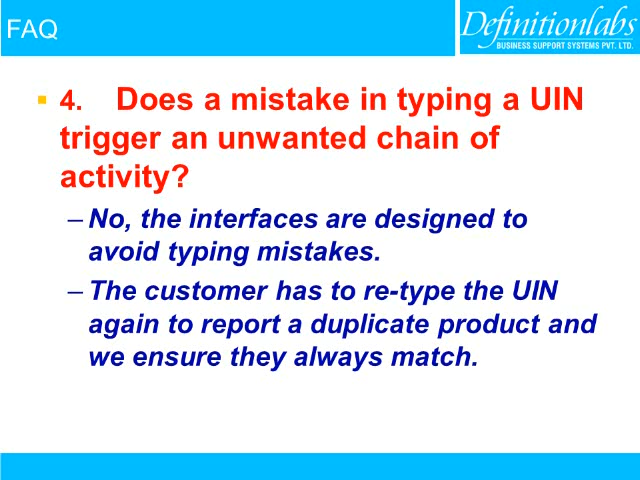 FAQ
Definitionlabs
BUSINESS SUPPORT SYSTEMS PVT. LTD.
4. Does a mistake in typing a UIN
trigger an unwanted chain of
activity?
– No, the interfaces are designed to
avoid typing mistakes.
– The customer has to re-type the UIN
again to report a duplicate product and
we ensure they always match.